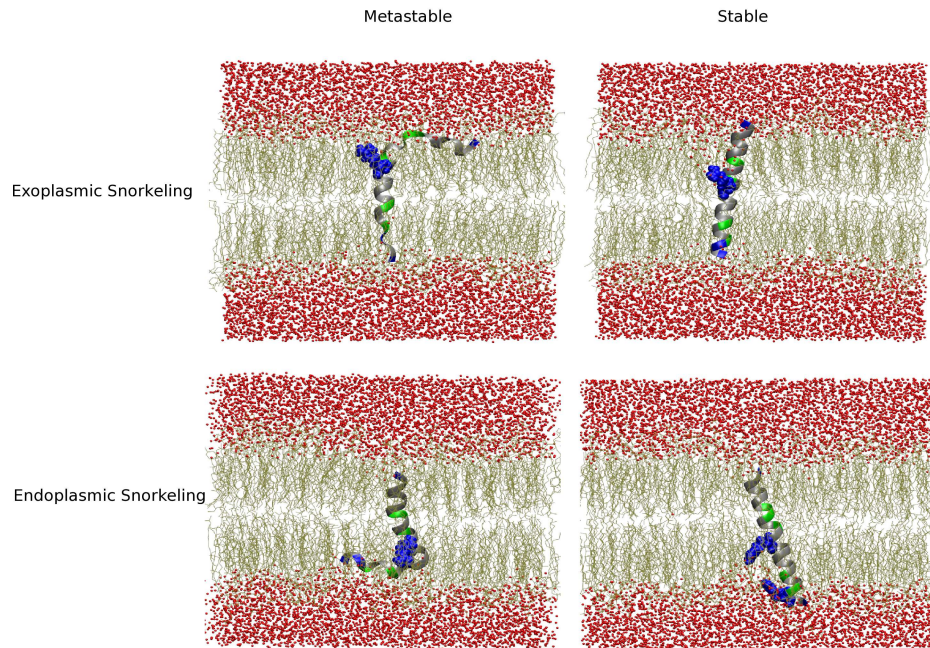 Metastable
Stable
Exoplasmic Snorkeling
Endoplasmic Snorkeling